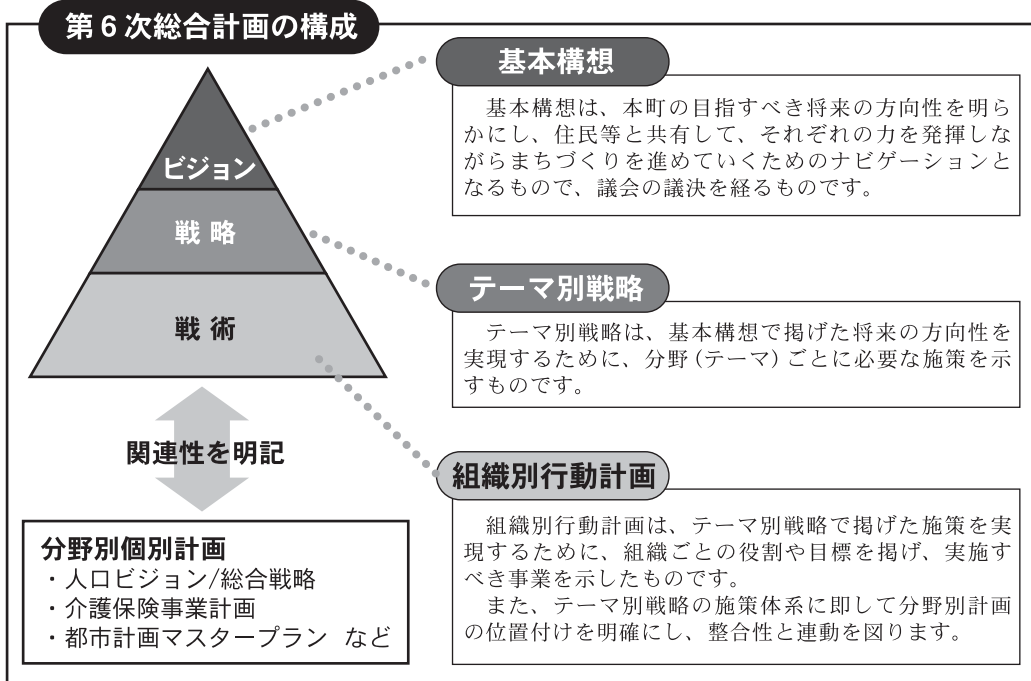 第6次総合計画の構成
ビジョン
戦略
戦術
関連性を明記
分野別個別計画
・人口ビジョン/総合戦略
・介護保険事業計画
・都市計画マスタープラン など
基本構想
基本構想は、本町の目指すべき将来の方向性を明ら
かにし、住民等と共有して、それぞれの力を発揮しな
がらまちづくりを進めていくためのナビゲーションと
なるもので、議会の議決を経るものです。
テーマ別戦略
テーマ別戦略は、基本構想で掲げた将来の方向性を
実現するために、分野(テーマ)ごとに必要な施策を示
すものです。
組織別行動計画
組織別行動計画は、テーマ別戦略で掲げた施策を実
現するために、組織ごとの役割や目標を掲げ、実施す
べき事業を示したものです。
また、テーマ別戦略の施策体系に即して分野別計画
の位置付けを明確にし、整合性と連動を図ります。